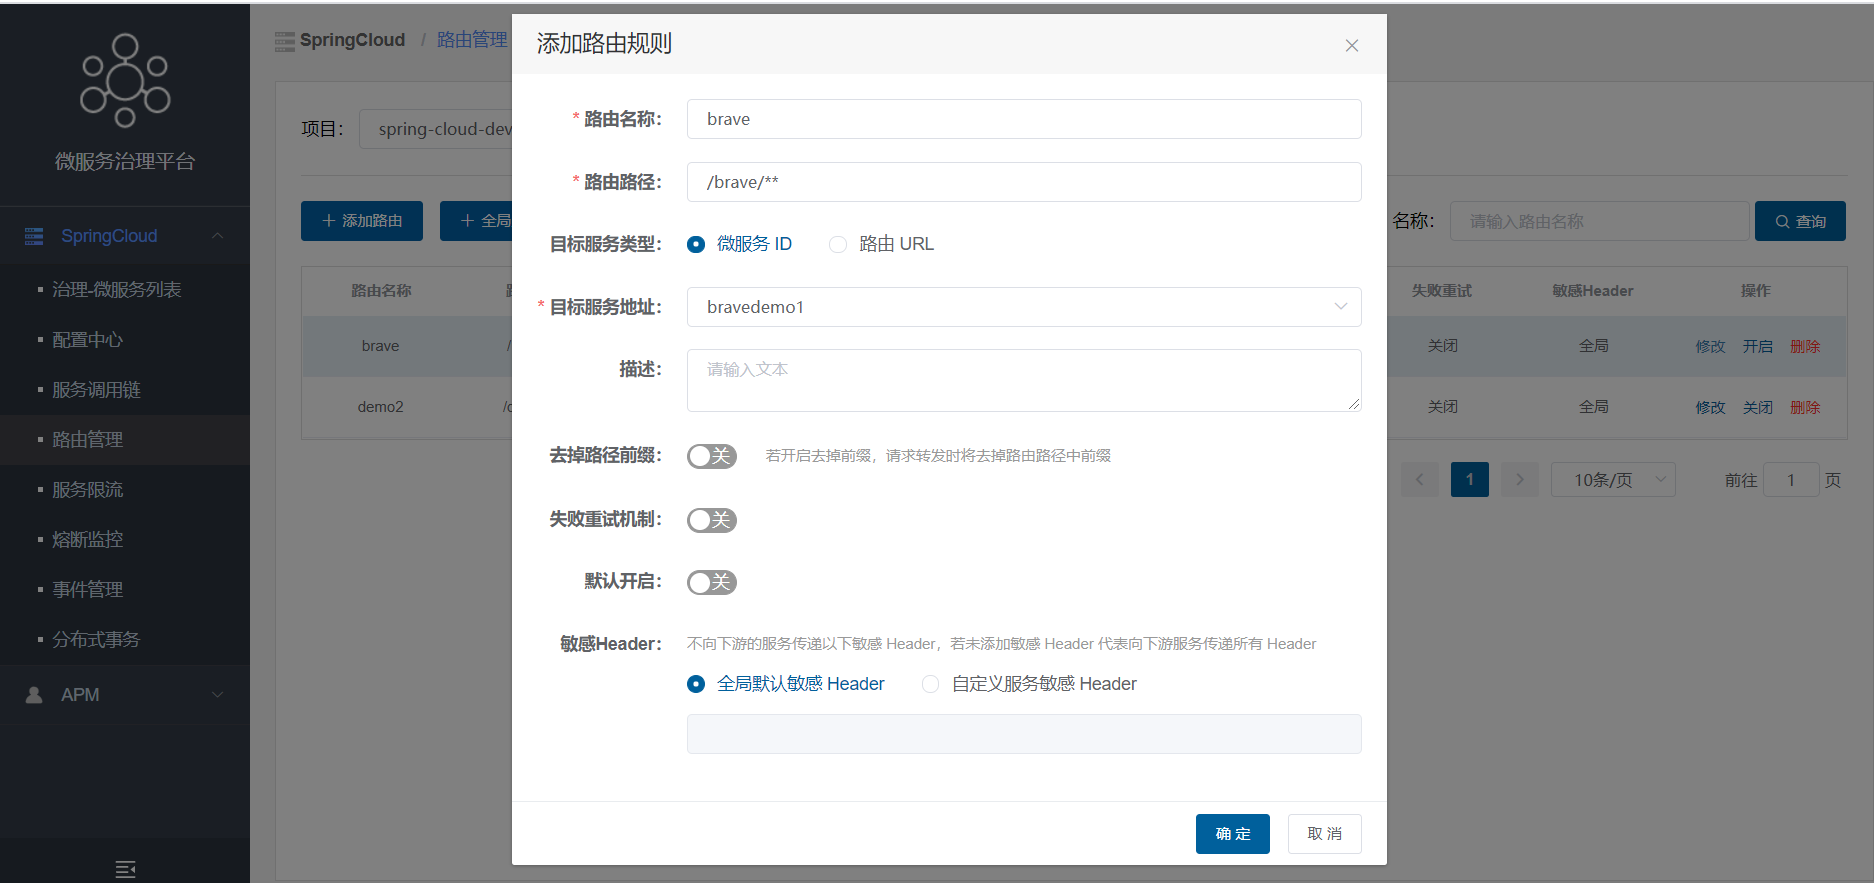 微服务治理平台
SpringCloud
治理-微服务列表
配置中心
服务调用链
路由管理
服务限流
熔断监控
事件管理
分布式事务
APM
SpringCloud / 路由管理
项目： spring-cloud-dev
添加路由 全局
名称： 请输入路由名称 查询
路由名称 失败重试 敏感Header 操作
brave / 关闭 全局 修改 开启 删除
demo2 关闭 全局 修改 关闭 删除
1 10条/页 前往 1 页
添加路由规则
* 路由名称： brave
* 路由路径： /brave/**
目标服务类型： 微服务 ID 路由 URL
* 目标服务地址： bravedemo1
描述： 请输入文本
去掉路径前缀： 关 若开启去掉前缀，请求转发时将去掉路由路径中前缀
失败重试机制： 关
默认开启： 关
敏感Header： 不向下游的服务传递以下敏感 Header，若未添加敏感 Header 代表向下游服务传递所有 Header
全局默认敏感 Header 自定义服务敏感 Header
确 定 取 消